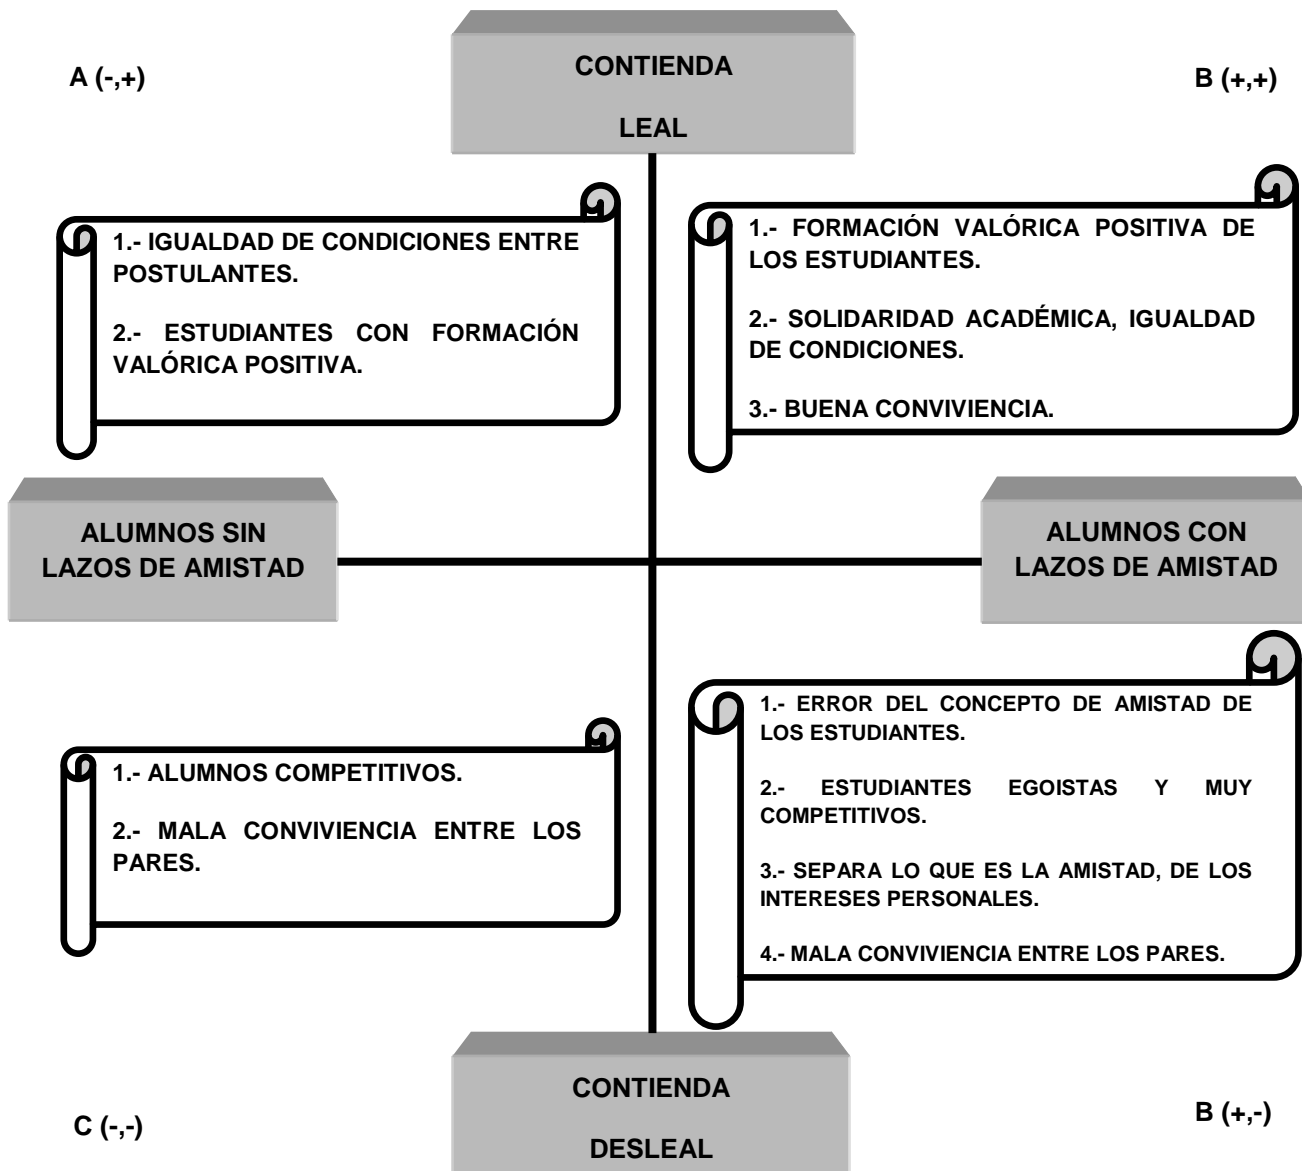 A (-,+)
CONTIENDA
LEAL
B (+,+)
1.- IGUALDAD DE CONDICIONES ENTRE
POSTULANTES.
2.- ESTUDIANTES CON FORMACIÓN
VALÓRICA POSITIVA.
1.- FORMACIÓN VALÓRICA POSITIVA DE
LOS ESTUDIANTES.
2.- SOLIDARIDAD ACADÉMICA, IGUALDAD
DE CONDICIONES.
3.- BUENA CONVIVIENCIA.
ALUMNOS SIN
LAZOS DE AMISTAD
ALUMNOS CON
LAZOS DE AMISTAD
1.- ALUMNOS COMPETITIVOS.
2.- MALA CONVIVIENCIA ENTRE LOS
PARES.
1.- ERROR DEL CONCEPTO DE AMISTAD DE
LOS ESTUDIANTES.
2.- ESTUDIANTES EGOISTAS Y MUY
COMPETITIVOS.
3.- SEPARA LO QUE ES LA AMISTAD, DE LOS
INTERESES PERSONALES.
4.- MALA CONVIVIENCIA ENTRE LOS PARES.
C (-,-)
CONTIENDA
DESLEAL
B (+,-)